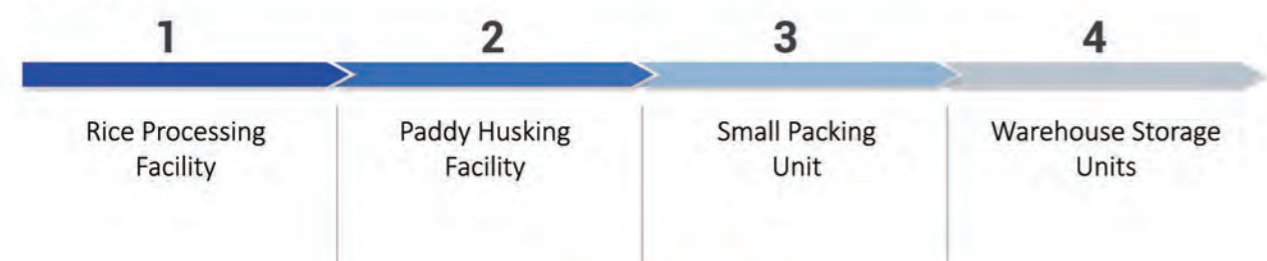 1
2
3
4
Rice Processing
Facility
Paddy Husking
Facility
Small Packing
Unit
Warehouse Storage
Units